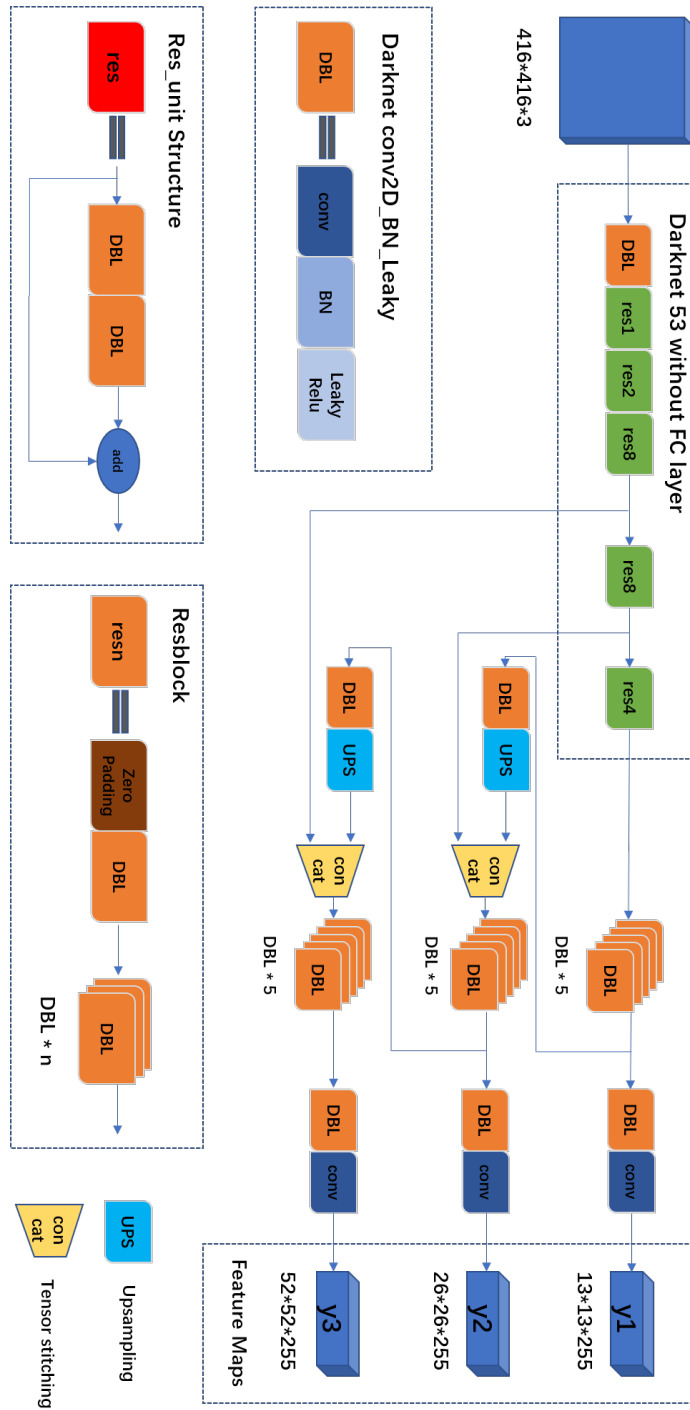 416*416*3
Darknet 53 without FC layer
DBL
res1
res2
res8
res8
res4
DBL
DBL * 5
DBL
conv
y1
13*13*255
DBL
UPS
con
cat
DBL
DBL * 5
DBL
conv
y2
26*26*255
DBL
UPS
con
cat
DBL
DBL * 5
DBL
conv
y3
52*52*255
Feature Maps
Darknet conv2D_BN_Leaky
DBL
conv
BN
Leaky
Relu
Res_unit Structure
res
DBL
DBL
add
Resblock
resn
Zero
Padding
DBL
DBL
DBL * n
UPS
Upsampling
con
cat
Tensor stitching